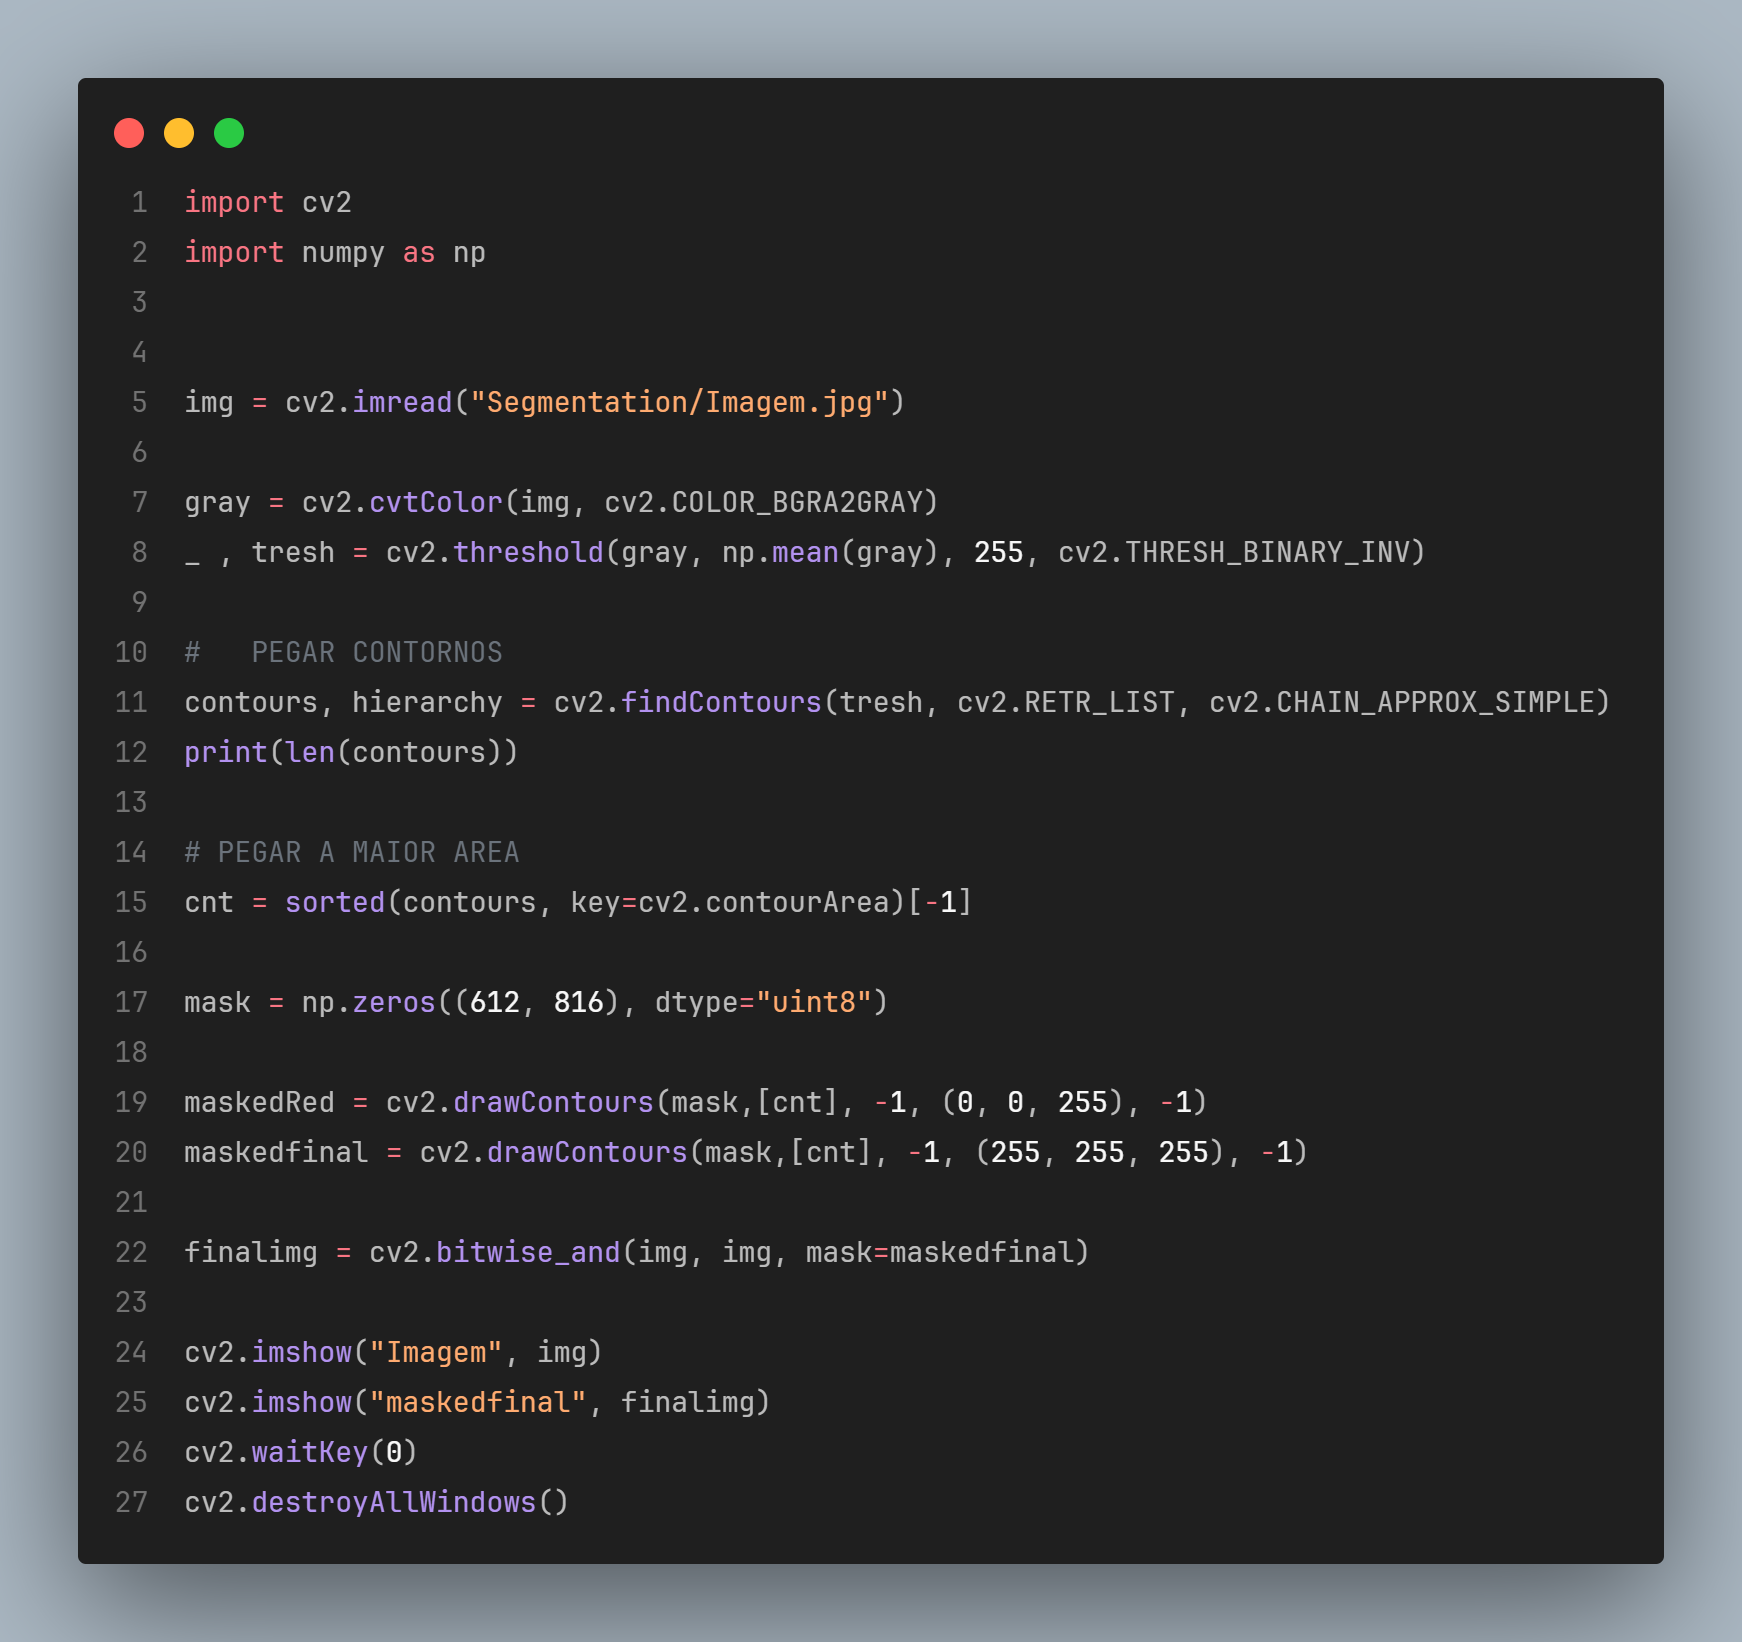 1 import cv2
2 import numpy as np
3
4
5 img = cv2.imread("Segmentation/Imagem.jpg")
6
7 gray = cv2.cvtColor(img, cv2.COLOR_BGRA2GRAY)
8 _ , tresh = cv2.threshold(gray, np.mean(gray), 255, cv2.THRESH_BINARY_INV)
9
10 #   PEGAR CONTORNOS
11 contours, hierarchy = cv2.findContours(tresh, cv2.RETR_LIST, cv2.CHAIN_APPROX_SIMPLE)
12 print(len(contours))
13
14 # PEGAR A MAIOR AREA
15 cnt = sorted(contours, key=cv2.contourArea)[-1]
16
17 mask = np.zeros((612, 816), dtype="uint8")
18
19 maskedRed = cv2.drawContours(mask,[cnt], -1, (0, 0, 255), -1)
20 maskedfinal = cv2.drawContours(mask,[cnt], -1, (255, 255, 255), -1)
21
22 finalimg = cv2.bitwise_and(img, img, mask=maskedfinal)
23
24 cv2.imshow("Imagem", img)
25 cv2.imshow("maskedfinal", finalimg)
26 cv2.waitKey(0)
27 cv2.destroyAllWindows()